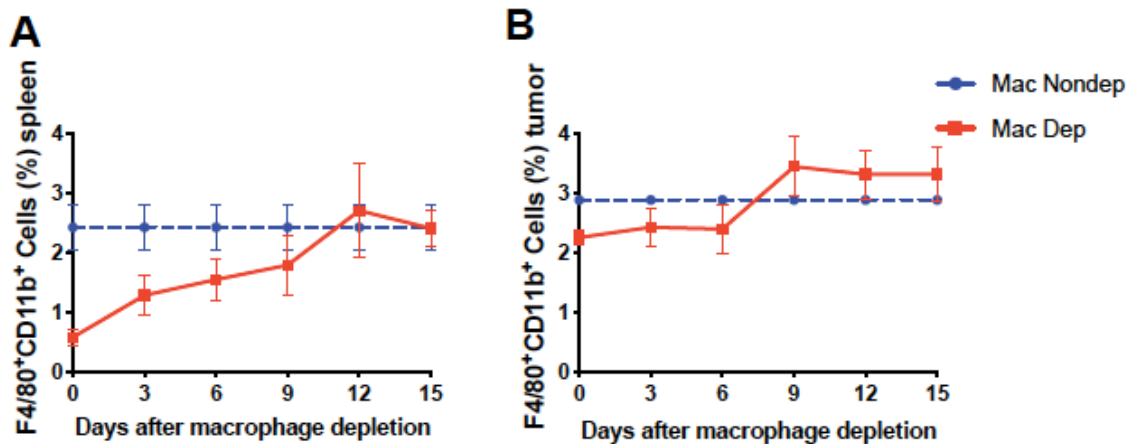 A
F4/80⁺CD11b⁺ Cells (%) spleen
4
3
2
1
0
0 3 6 9 12 15
Days after macrophage depletion
B
F4/80⁺CD11b⁺ Cells (%) tumor
4
3
2
1
0
0 3 6 9 12 15
Days after macrophage depletion
Mac Nondep
Mac Dep